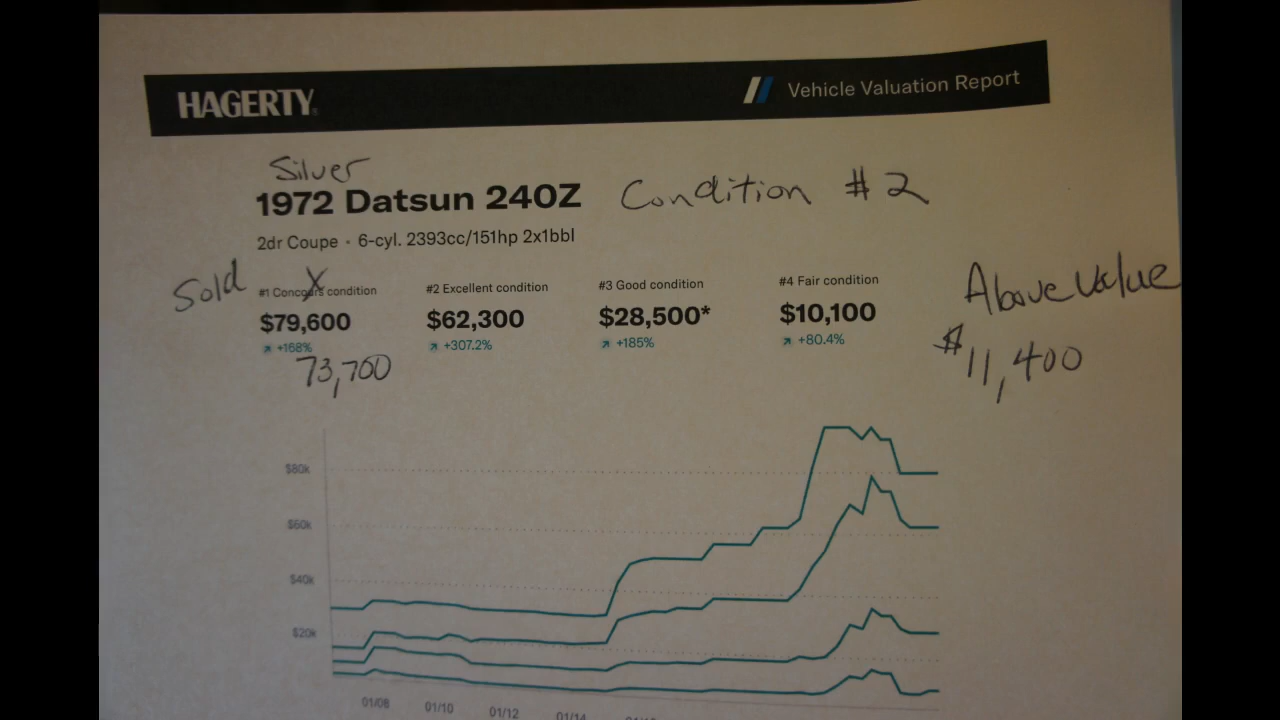 HAGERTY
Vehicle Valuation Report
Silver
1972 Datsun 240Z Condition #2
2dr Coupe · 6-cyl. 2393cc/151hp 2x1bbl
Sold X Above Value
#1 Concours condition #2 Excellent condition #3 Good condition #4 Fair condition
$79,600 $62,300 $28,500* $10,100
+168% +307.2% +185% +80.4%
73,700 $11,400
$80k
$60k
$40k
$20k
01/08 01/10 01/12 01/14